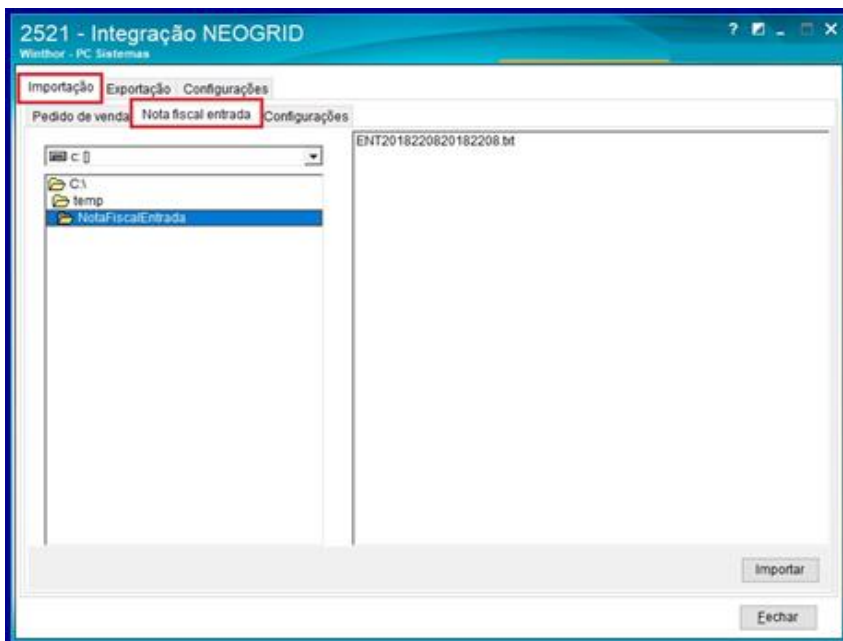 2521 - Integração NEOGRID
Winthor - PC Sistemas
Importação Exportação Configurações
Pedido de venda Nota fiscal entrada Configurações
c: []
C:\
temp
NotaFiscalEntrada
ENT2018220820182208.txt
Importar
Fechar